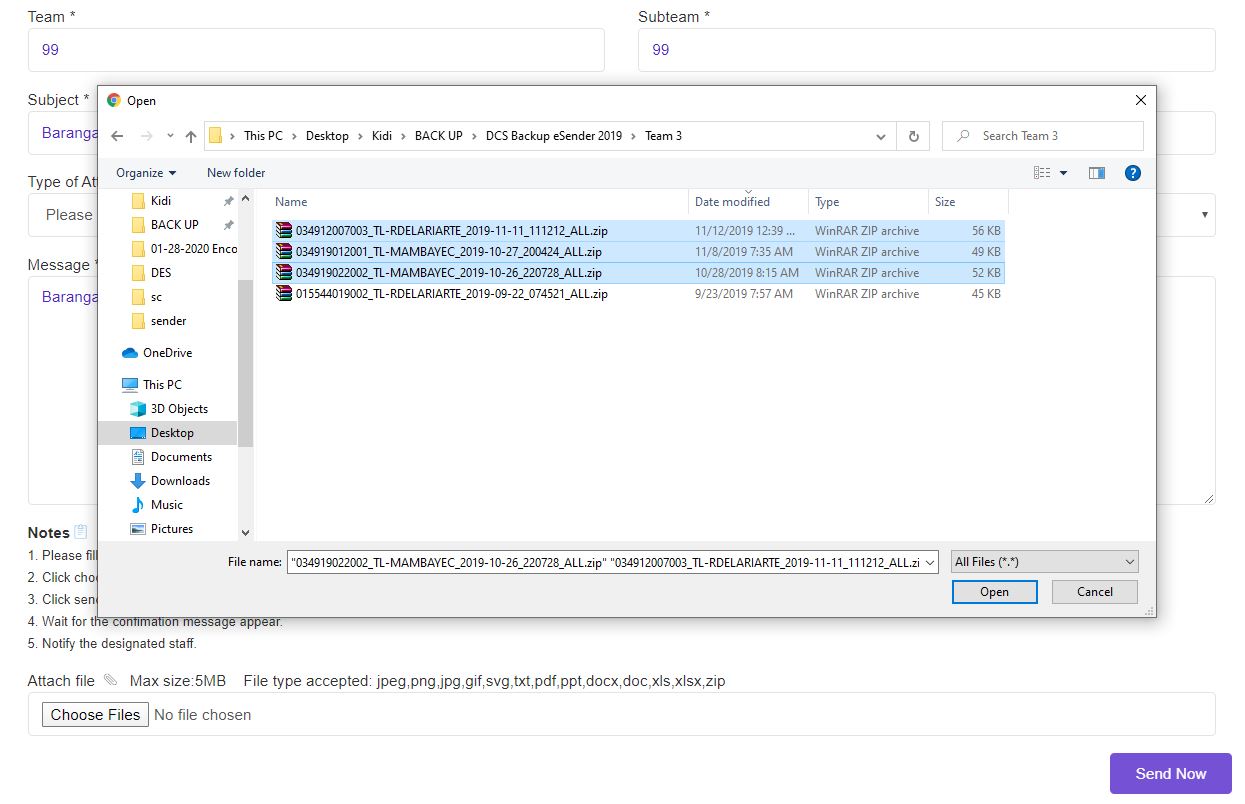 Team * Subteam *
99 99
Subject *
Baranga
Type of At
Please
Message *
Baranga
Open
This PC > Desktop > Kidi > BACK UP > DCS Backup eSender 2019 > Team 3
Search Team 3
Organize New folder
?
Kidi
BACK UP
01-28-2020 Enco
DES
sc
sender
OneDrive
This PC
3D Objects
Desktop
Documents
Downloads
Music
Pictures
Name Date modified Type Size
034912007003_TL-RDELARIARTE_2019-11-11_111212_ALL.zip 11/12/2019 12:39 ... WinRAR ZIP archive 56 KB
034919012001_TL-MAMBAYEC_2019-10-27_200424_ALL.zip 11/8/2019 7:35 AM WinRAR ZIP archive 49 KB
034919022002_TL-MAMBAYEC_2019-10-26_220728_ALL.zip 10/28/2019 8:15 AM WinRAR ZIP archive 52 KB
015544019002_TL-RDELARIARTE_2019-09-22_074521_ALL.zip 9/23/2019 7:57 AM WinRAR ZIP archive 45 KB
File name: "034919022002_TL-MAMBAYEC_2019-10-26_220728_ALL.zip" "034912007003_TL-RDELARIARTE_2019-11-11_111212_ALL.zi All Files (*.*)
Open Cancel
Notes
1. Please fill
2. Click choo
3. Click send
4. Wait for the confimation message appear.
5. Notify the designated staff.
Attach file Max size:5MB File type accepted: jpeg,png,jpg,gif,svg,txt,pdf,ppt,docx,doc,xls,xlsx,zip
Choose Files No file chosen
Send Now